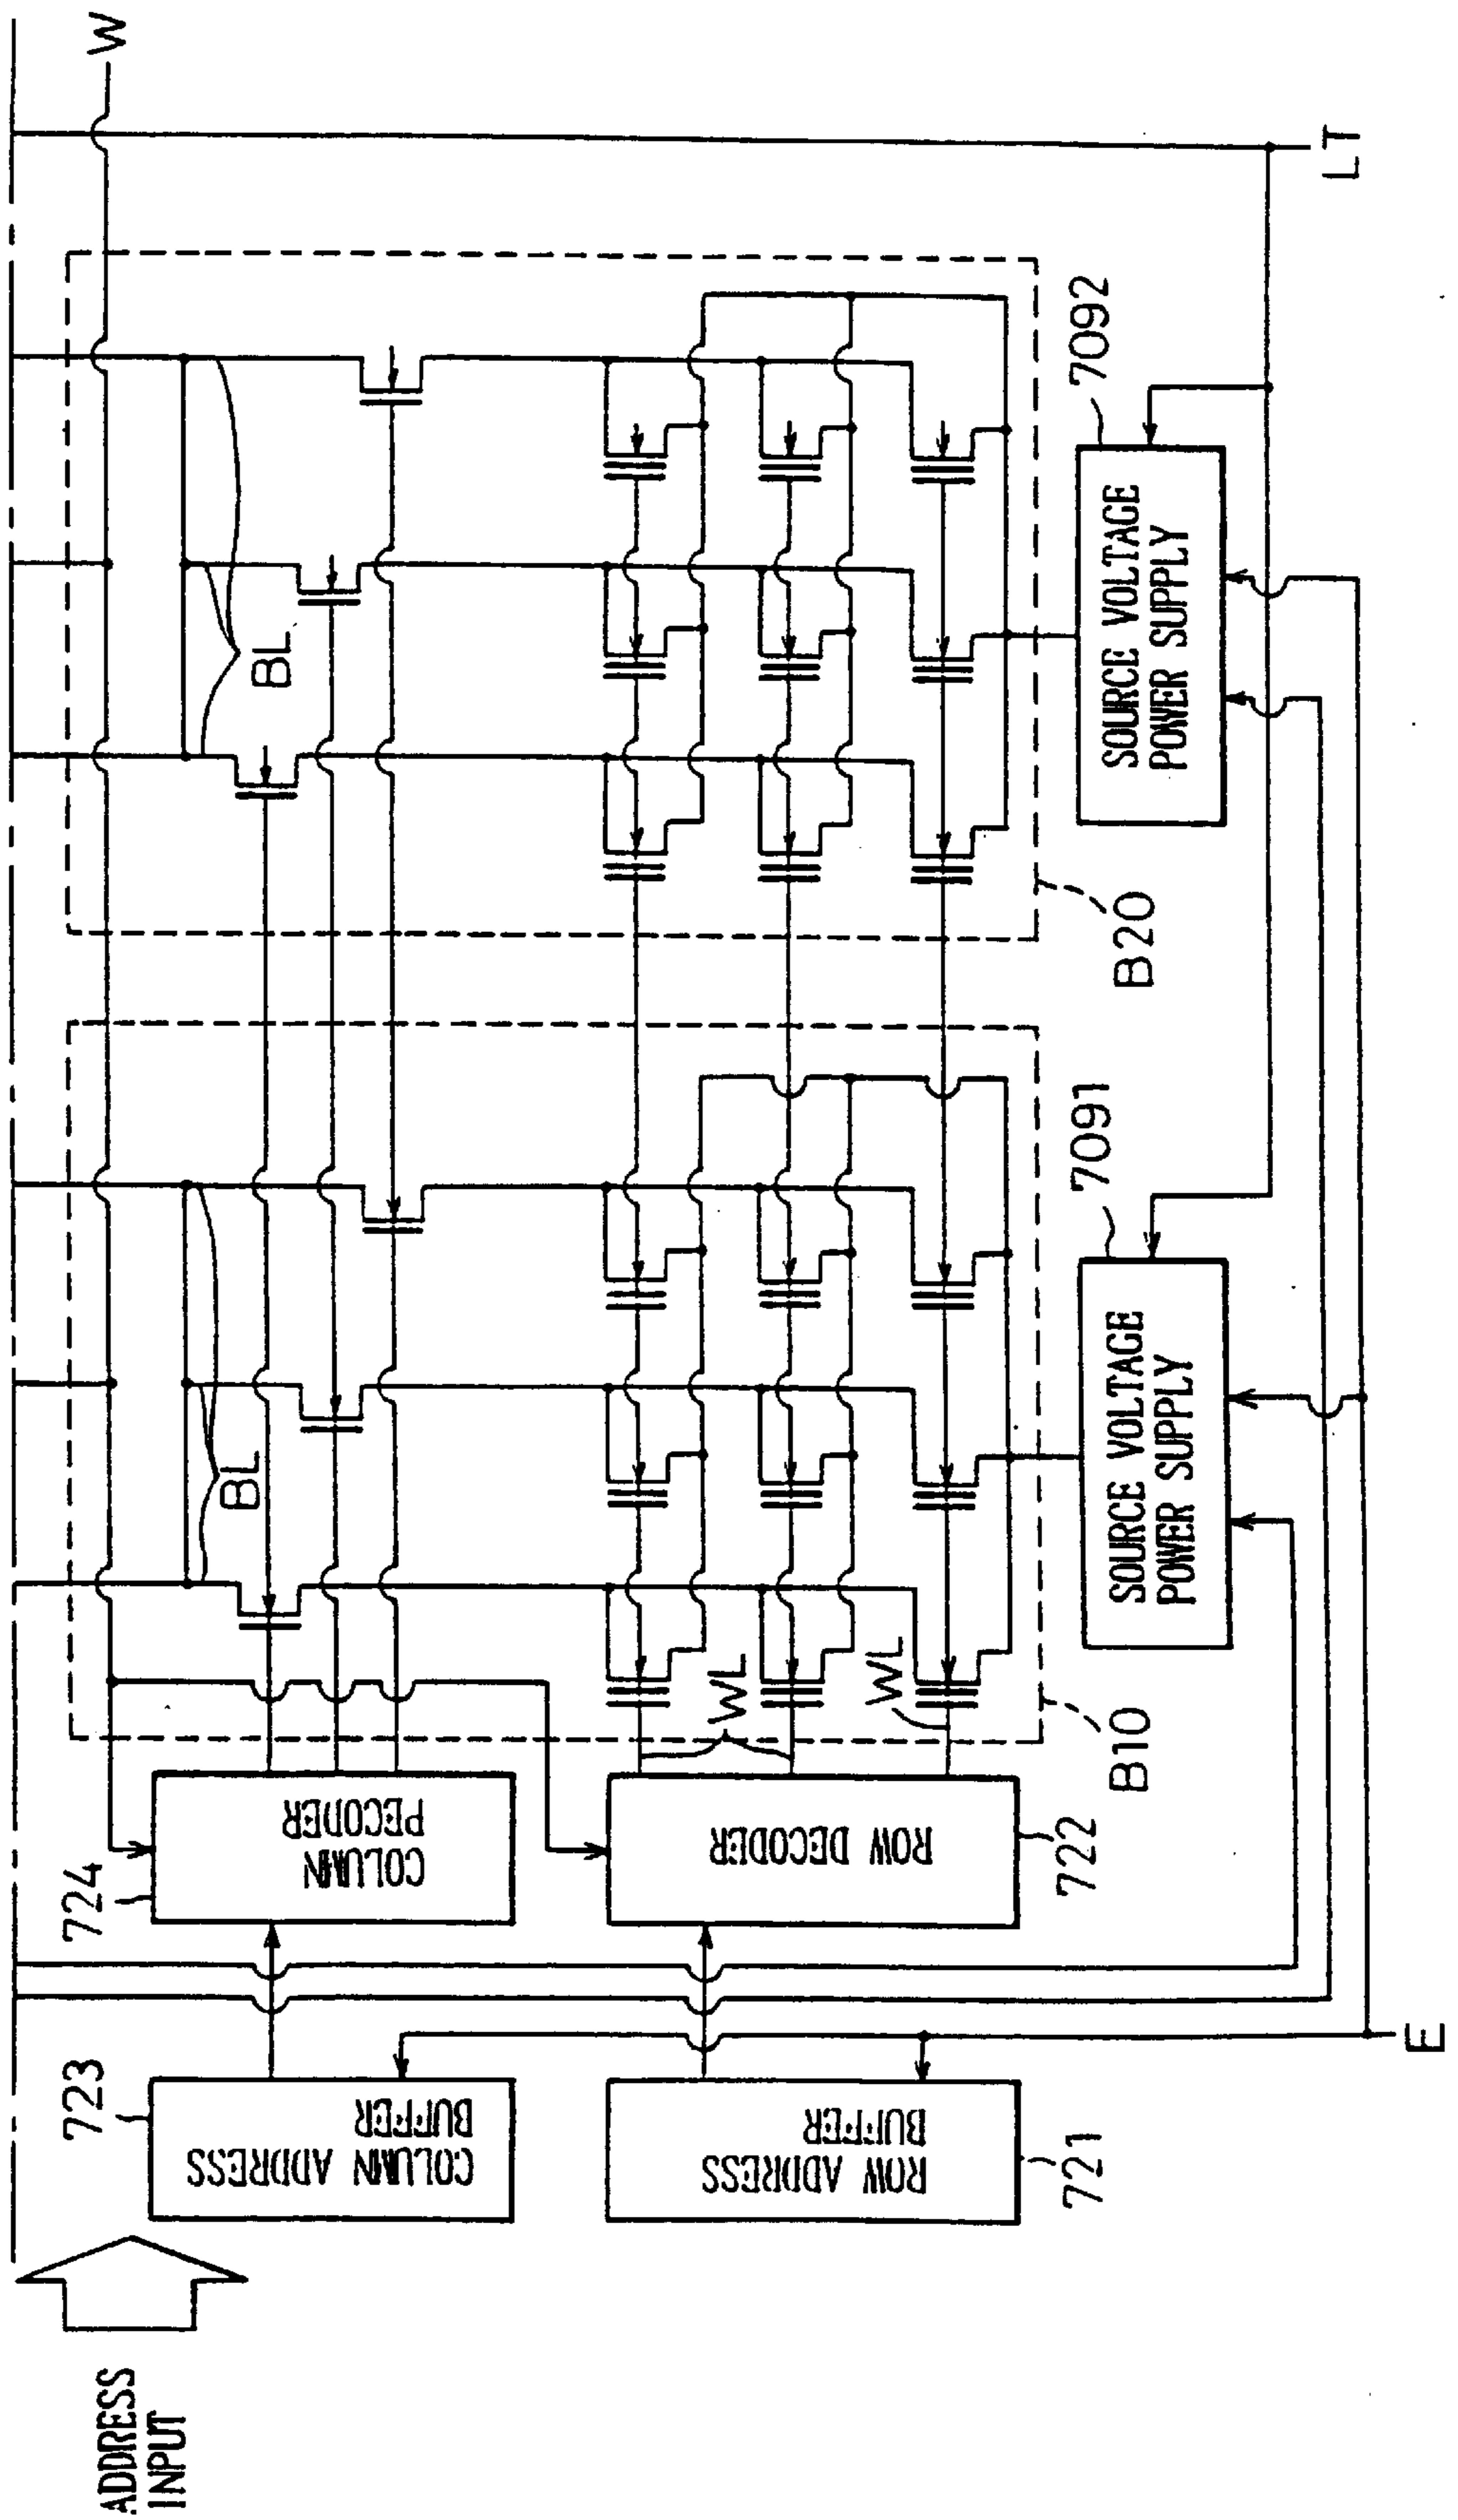 ADDRESS
INPUT
723
COLUMN ADDRESS
BUFFER
ROW ADDRESS
BUFFER
721
E
724
COLUMN
PECODER
ROW DECODER
722
BL
WL
WL
B10
SOURCE VOLTAGE
POWER SUPPLY
7091
BL
B20
SOURCE VOLTAGE
POWER SUPPLY
7092
W
LT